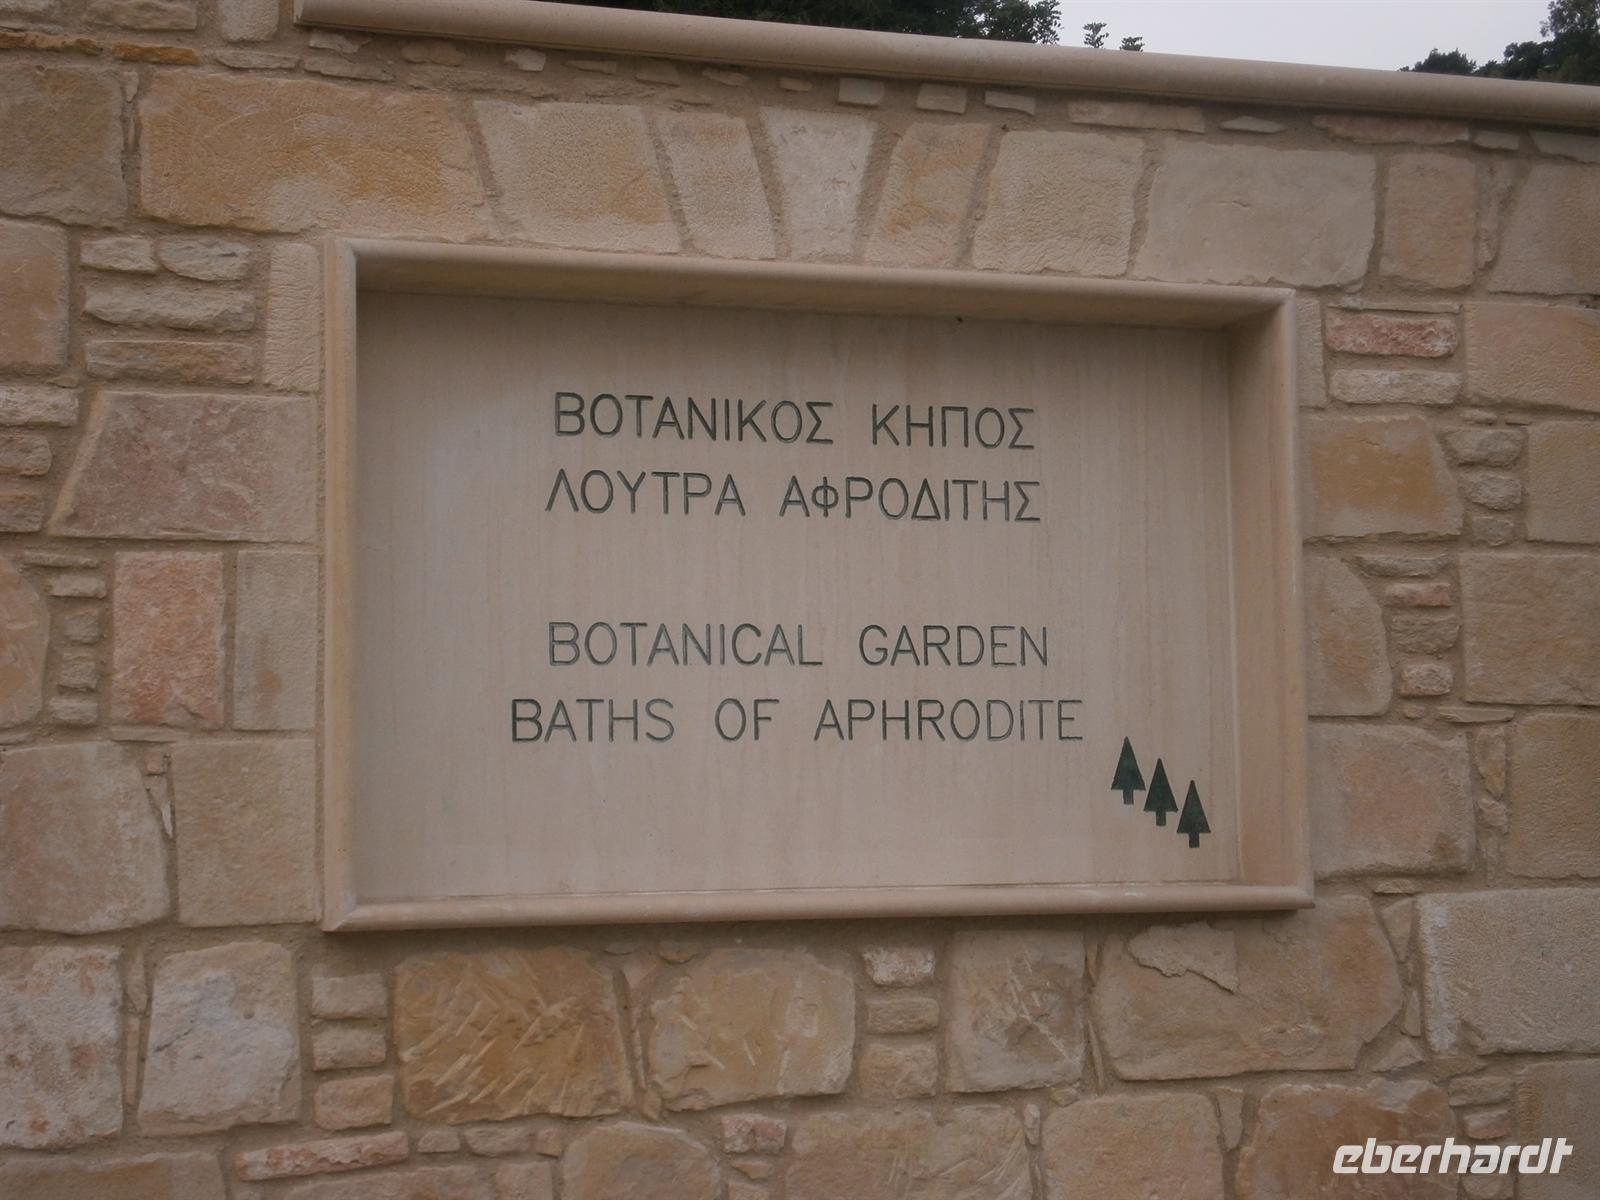 ΒΟΤΑΝΙΚΟΣ ΚΗΠΟΣ
ΛΟΥΤΡΑ ΑΦΡΟΔΙΤΗΣ
BOTANICAL GARDEN
BATHS OF APHRODITE
eberhardt